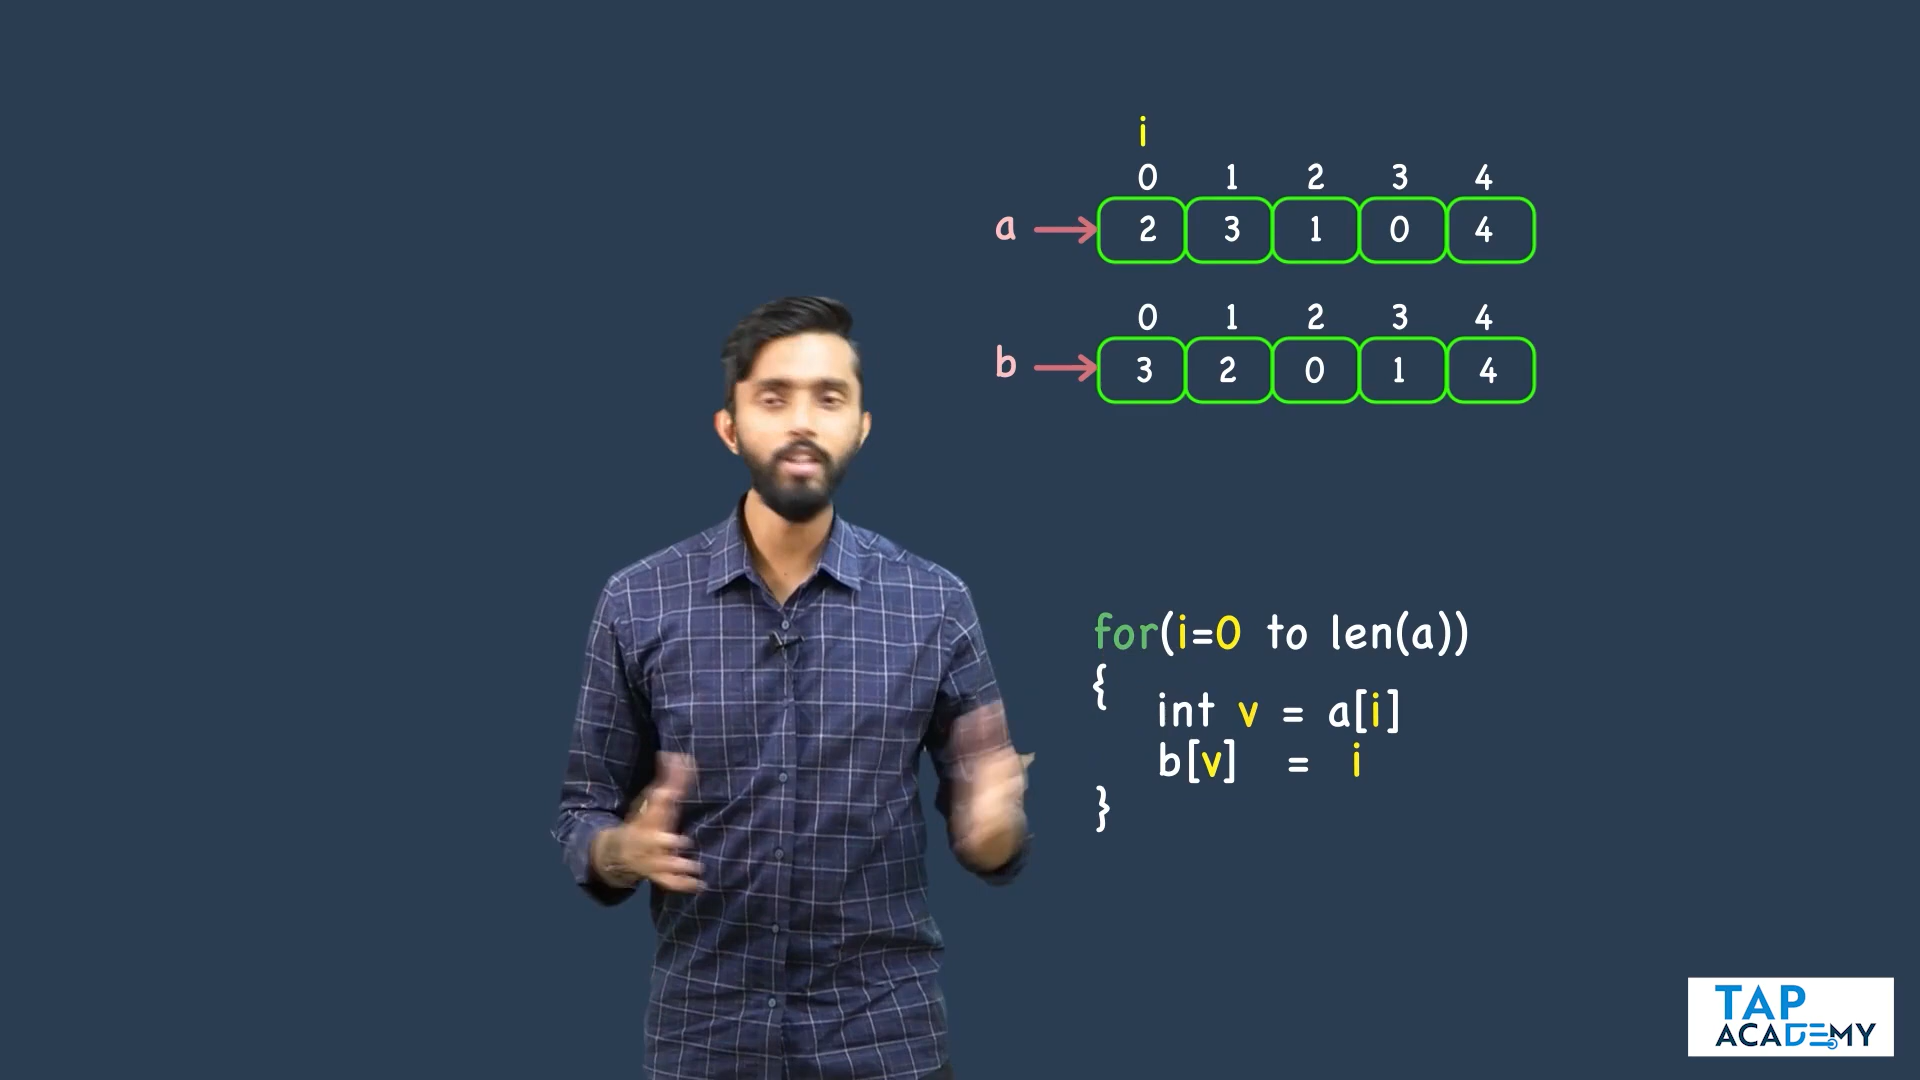 i
0 1 2 3 4
a 2 3 1 0 4
0 1 2 3 4
b 3 2 0 1 4
for(i=0 to len(a))
{
int v = a[i]
b[v] = i
}
TAP
ACADEMY